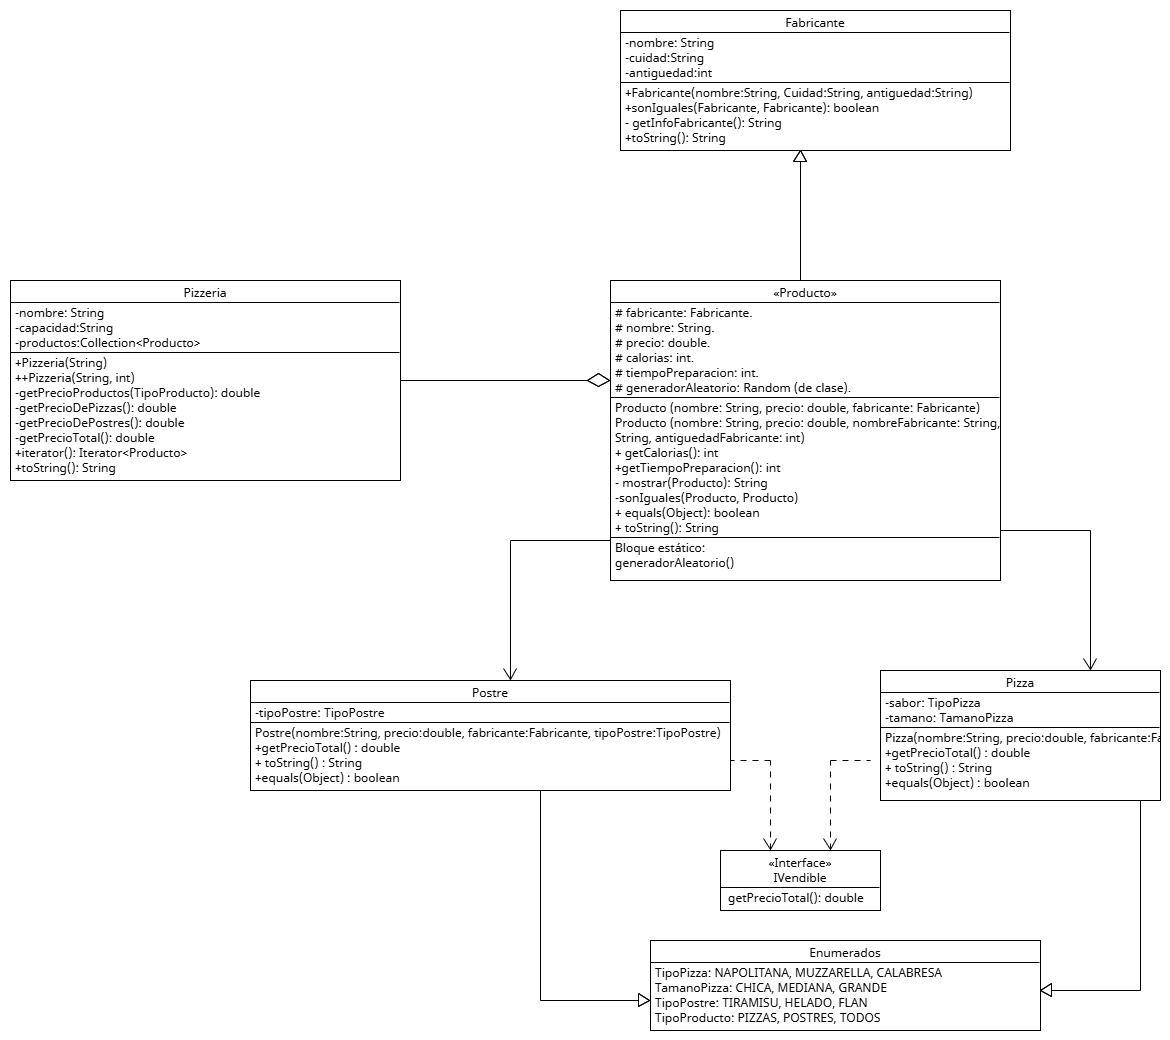 Fabricante
-nombre: String
-cuidad:String
-antiguedad:int
+Fabricante(nombre:String, Cuidad:String, antiguedad:String)
+sonIguales(Fabricante, Fabricante): boolean
- getInfoFabricante(): String
+toString(): String
Pizzeria
-nombre: String
-capacidad:String
-productos:Collection<Producto>
+Pizzeria(String)
++Pizzeria(String, int)
-getPrecioProductos(TipoProducto): double
-getPrecioDePizzas(): double
-getPrecioDePostres(): double
-getPrecioTotal(): double
+iterator(): Iterator<Producto>
+toString(): String
«Producto»
# fabricante: Fabricante.
# nombre: String.
# precio: double.
# calorias: int.
# tiempoPreparacion: int.
# generadorAleatorio: Random (de clase).
Producto (nombre: String, precio: double, fabricante: Fabricante)
Producto (nombre: String, precio: double, nombreFabricante: String,
String, antiguedadFabricante: int)
+ getCalorias(): int
+getTiempoPreparacion(): int
- mostrar(Producto): String
-sonIguales(Producto, Producto)
+ equals(Object): boolean
+ toString(): String
Bloque estático:
generadorAleatorio()
Postre
-tipoPostre: TipoPostre
Postre(nombre:String, precio:double, fabricante:Fabricante, tipoPostre:TipoPostre)
+getPrecioTotal() : double
+ toString() : String
+equals(Object) : boolean
Pizza
-sabor: TipoPizza
-tamano: TamanoPizza
Pizza(nombre:String, precio:double, fabricante:Fa
+getPrecioTotal() : double
+ toString() : String
+equals(Object) : boolean
«Interface»
IVendible
getPrecioTotal(): double
Enumerados
TipoPizza: NAPOLITANA, MUZZARELLA, CALABRESA
TamanoPizza: CHICA, MEDIANA, GRANDE
TipoPostre: TIRAMISU, HELADO, FLAN
TipoProducto: PIZZAS, POSTRES, TODOS